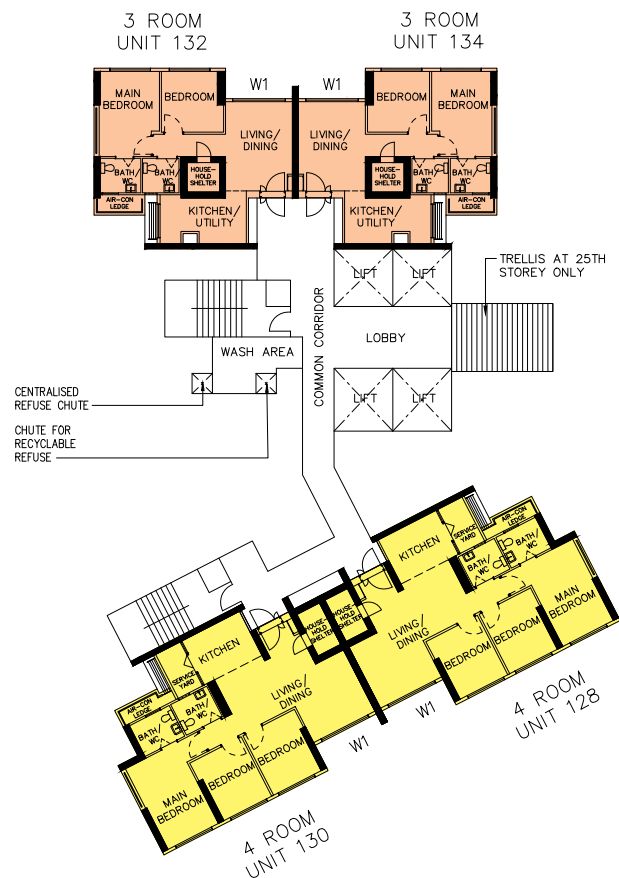 3 ROOM
UNIT 132
3 ROOM
UNIT 134
W1
W1
MAIN
BEDROOM
BEDROOM
LIVING/
DINING
HOUSE-
HOLD
SHELTER
BATH/
WC
BATH/
WC
AIR-CON
LEDGE
KITCHEN/
UTILITY
LIVING/
DINING
BEDROOM
MAIN
BEDROOM
HOUSE-
HOLD
SHELTER
BATH/
WC
BATH/
WC
AIR-CON
LEDGE
KITCHEN/
UTILITY
LIFT
LIFT
TRELLIS AT 25TH
STOREY ONLY
COMMON CORRIDOR
LOBBY
WASH AREA
LIFT
LIFT
CENTRALISED
REFUSE CHUTE
CHUTE FOR
RECYCLABLE
REFUSE
KITCHEN
SERVICE
YARD
AIR-CON
LEDGE
BATH/
WC
BATH/
WC
LIVING/
DINING
BEDROOM
BEDROOM
MAIN
BEDROOM
HOUSE-
HOLD
SHELTER
HOUSE-
HOLD
SHELTER
W1
4 ROOM
UNIT 128
KITCHEN
SERVICE
YARD
AIR-CON
LEDGE
BATH/
WC
BATH/
WC
LIVING/
DINING
BEDROOM
BEDROOM
MAIN
BEDROOM
W1
4 ROOM
UNIT 130